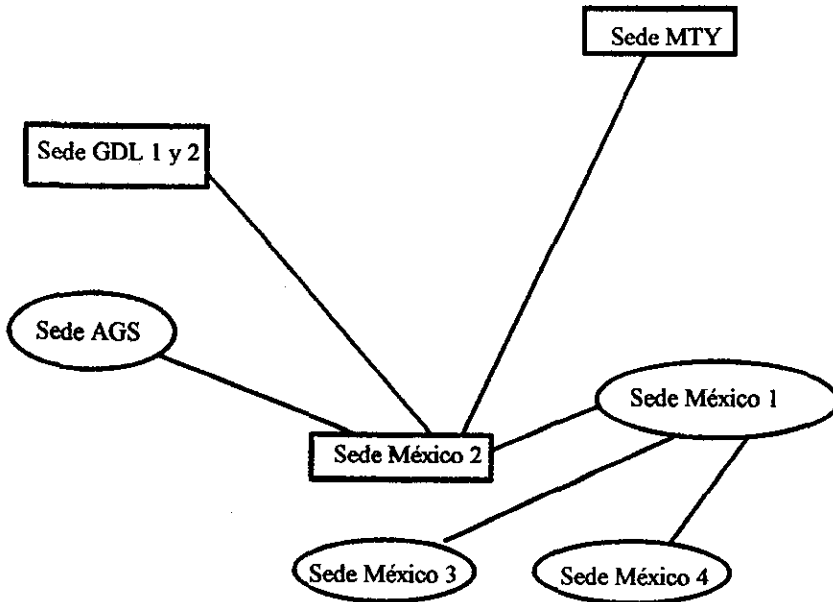 Sede MTY
Sede GDL 1 y 2
Sede AGS
Sede México 1
Sede México 2
Sede México 3
Sede México 4